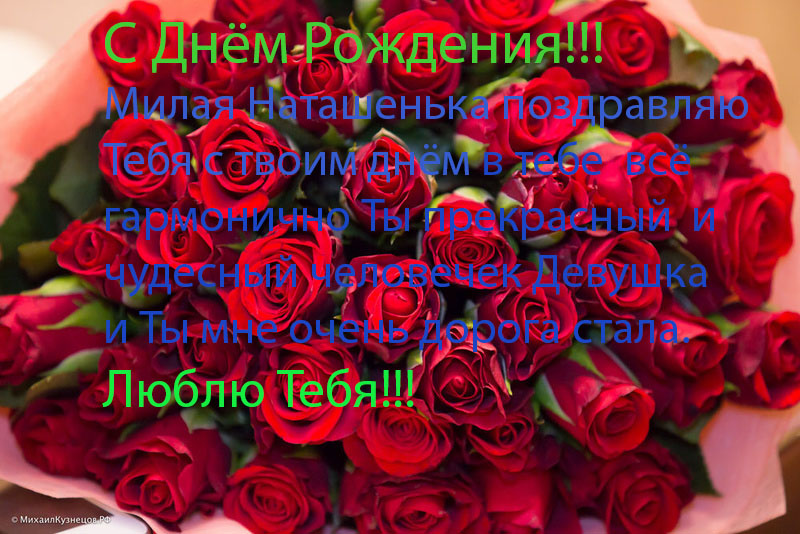 С Днём Рождения!!!
Милая Наташенька поздравляю
Тебя с твоим днём в тебе всё
гармонично Ты прекрасный и
чудесный человечек Девушка
и Ты мне очень дорога стала.
Люблю Тебя!!!
© МихаилКузнецов.РФ